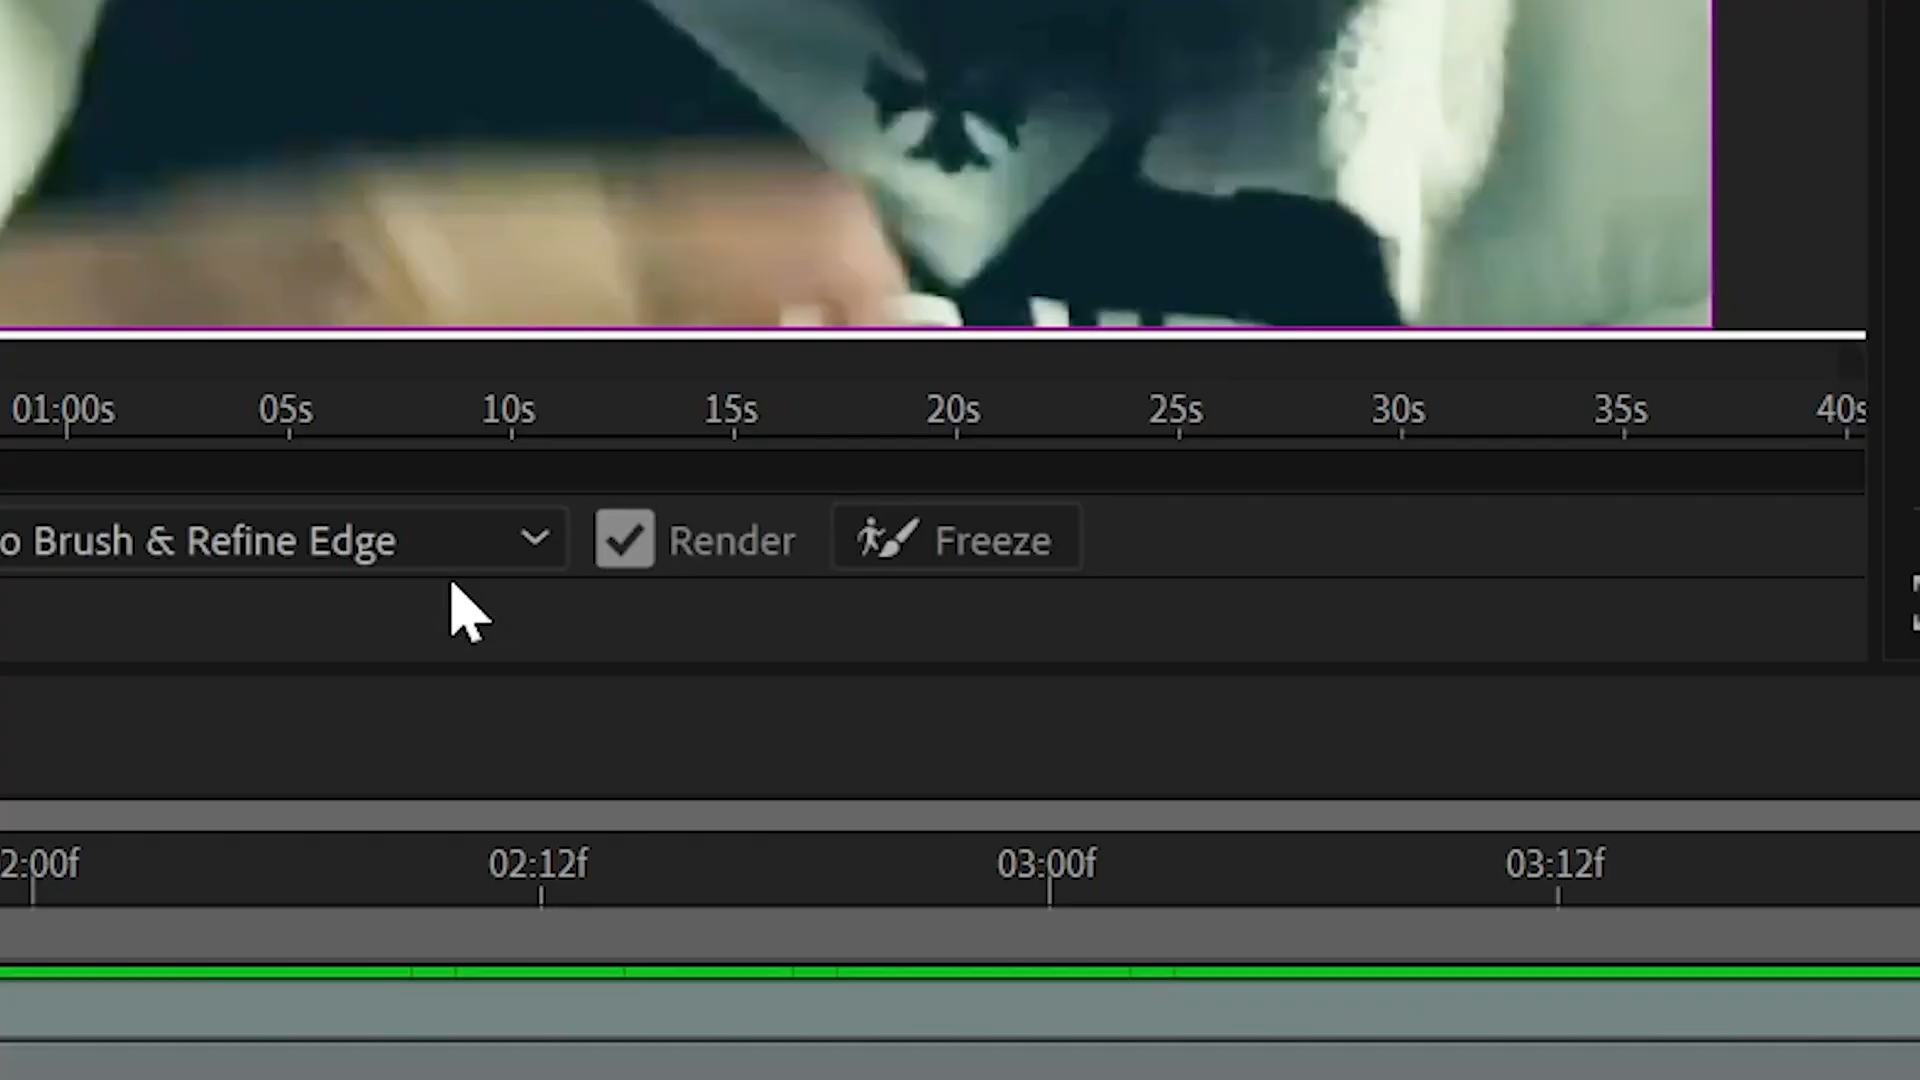 01:00s 05s 10s 15s 20s 25s 30s 35s 40s
o Brush & Refine Edge Render Freeze
2:00f 02:12f 03:00f 03:12f